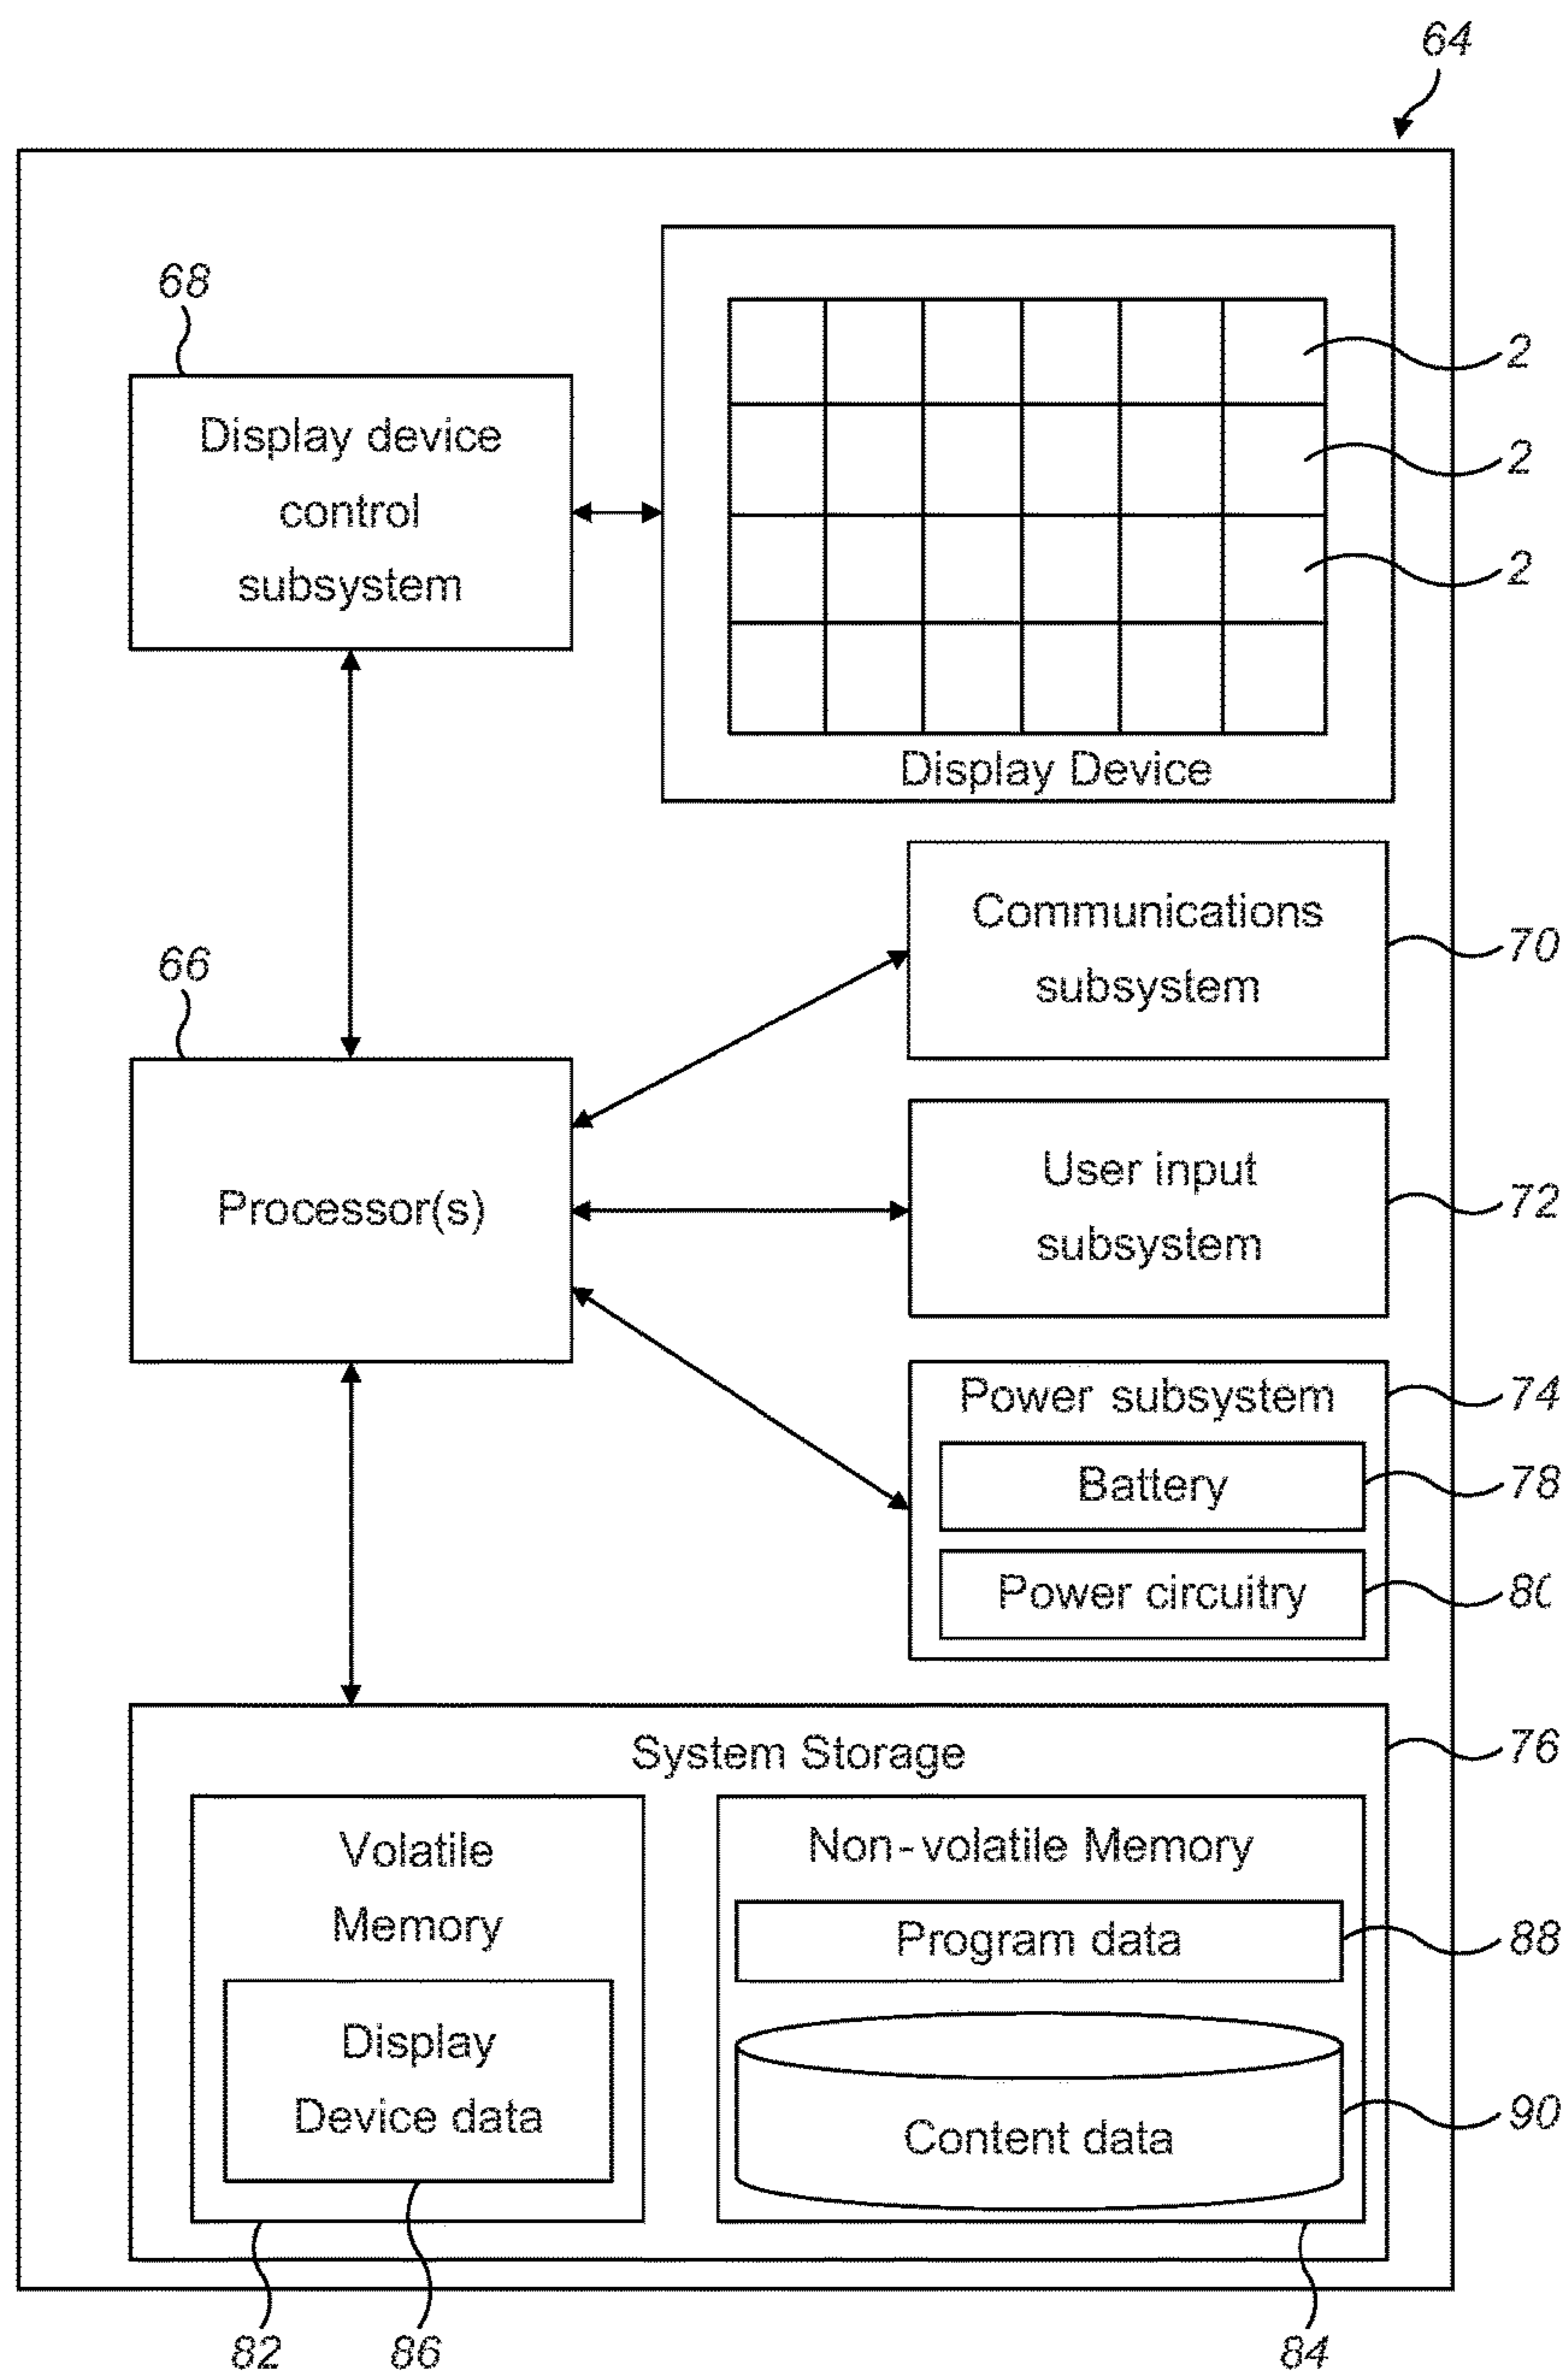 64
68
Display device
control
subsystem
2
2
2
Display Device
Communications
subsystem
70
66
Processor(s)
User input
subsystem
72
Power subsystem
74
Battery
78
Power circuitry
80
System Storage
76
Volatile
Memory
Non-volatile Memory
Program data
88
Display
Device data
Content data
90
82
86
84